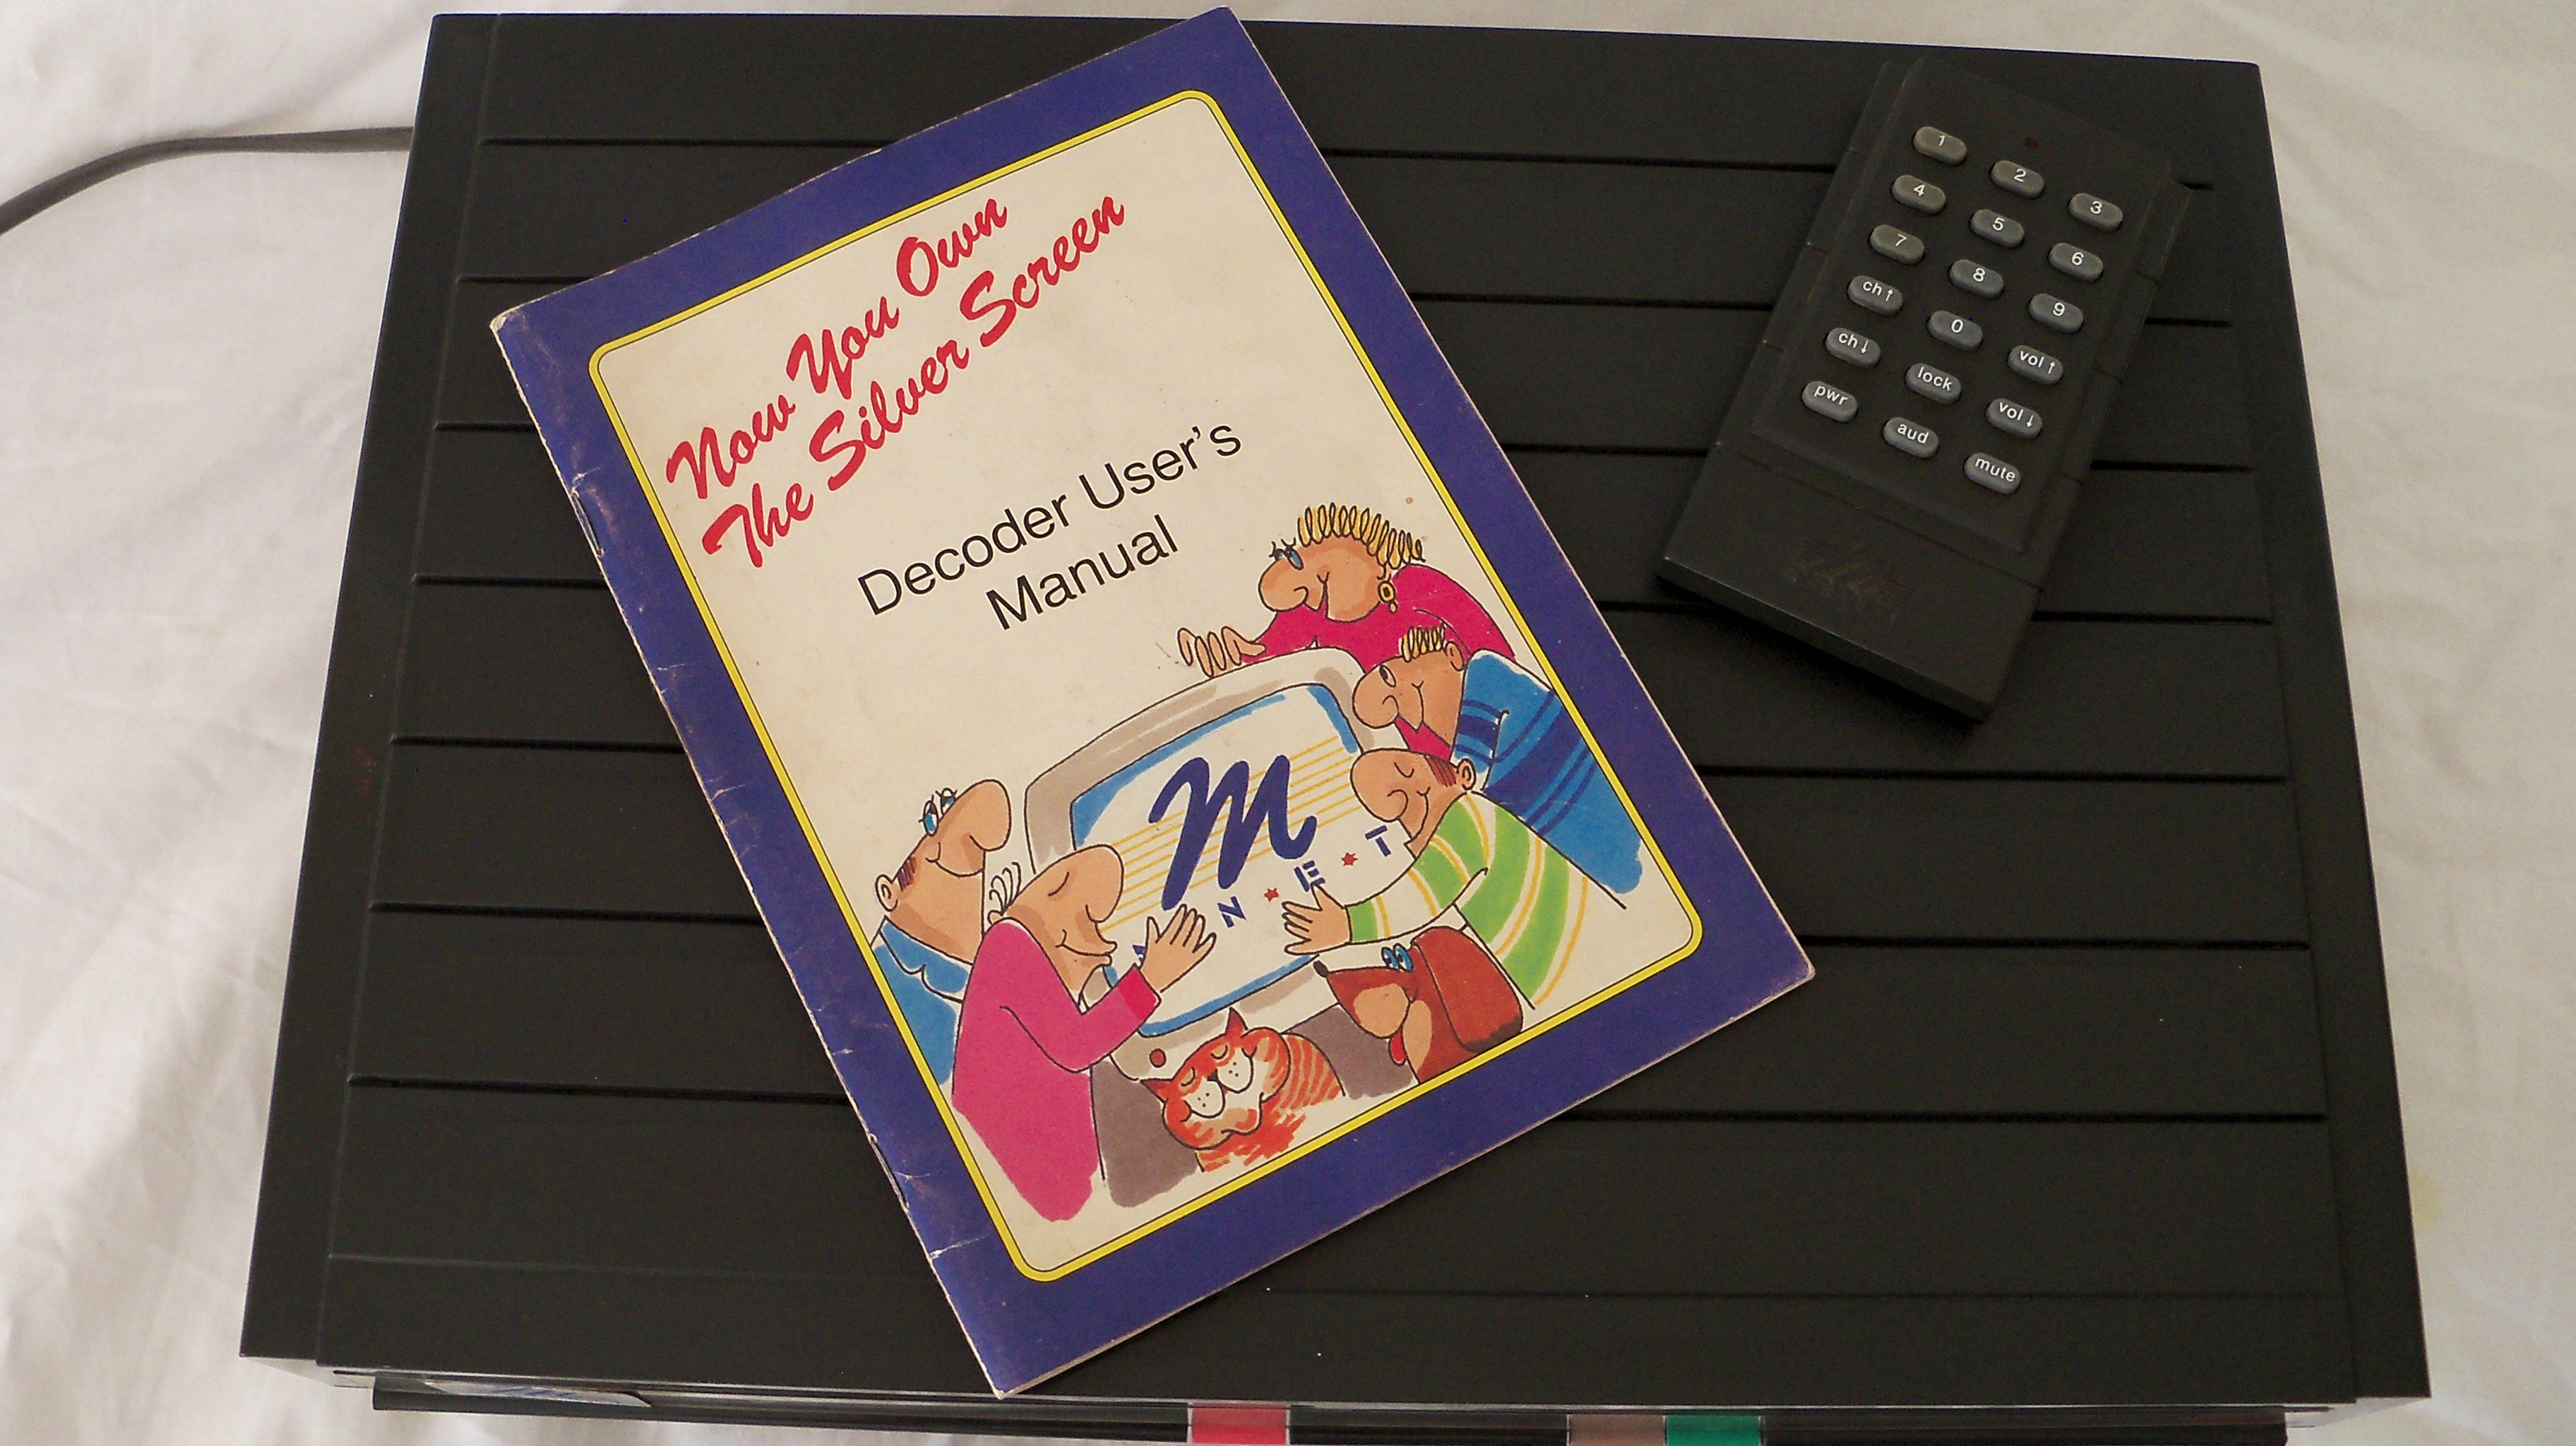 Now You Own
The Silver Screen
Decoder User's
Manual
M
N ★ E ★ T
1
2
3
4
5
6
7
8
9
ch↑
0
vol↑
ch↓
lock
vol↓
pwr
aud
mute